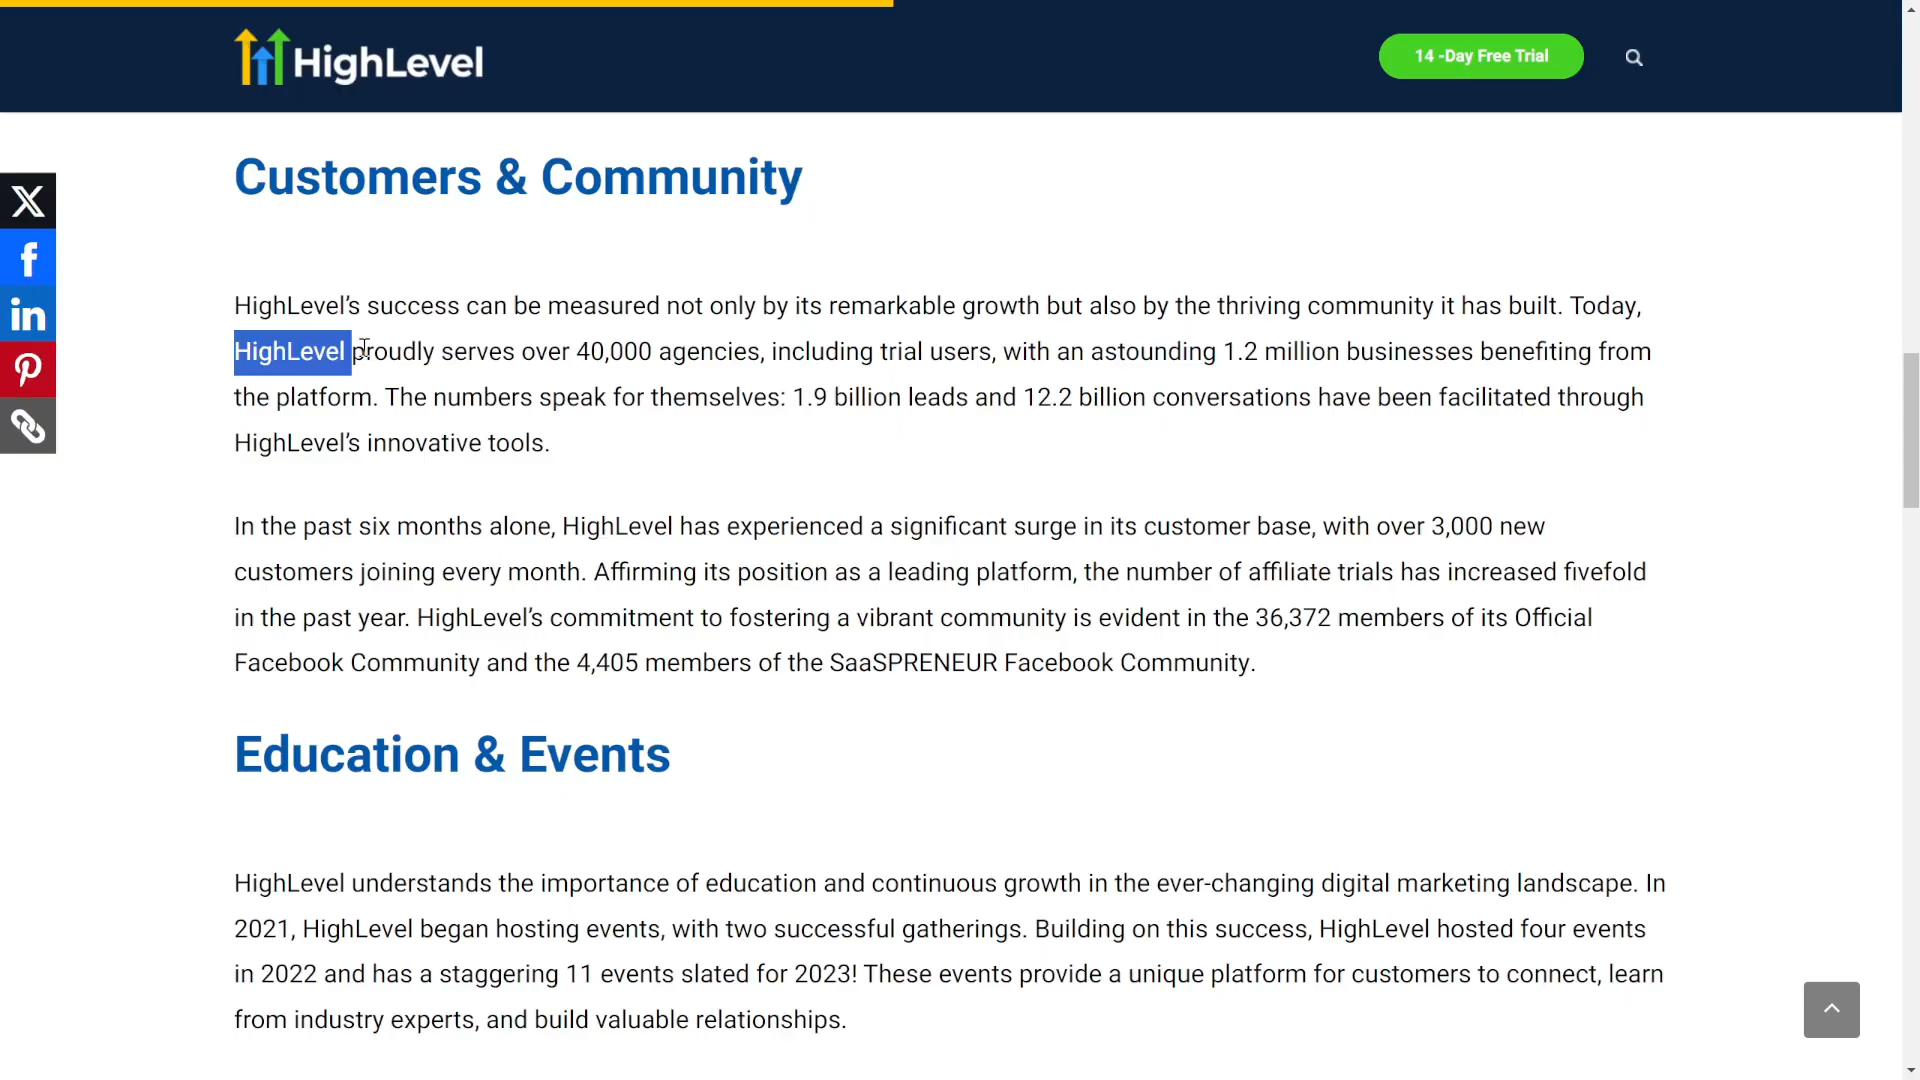 HighLevel
14 -Day Free Trial
Customers & Community
HighLevel’s success can be measured not only by its remarkable growth but also by the thriving community it has built. Today,
HighLevel proudly serves over 40,000 agencies, including trial users, with an astounding 1.2 million businesses benefiting from
the platform. The numbers speak for themselves: 1.9 billion leads and 12.2 billion conversations have been facilitated through
HighLevel’s innovative tools.
In the past six months alone, HighLevel has experienced a significant surge in its customer base, with over 3,000 new
customers joining every month. Affirming its position as a leading platform, the number of affiliate trials has increased fivefold
in the past year. HighLevel’s commitment to fostering a vibrant community is evident in the 36,372 members of its Official
Facebook Community and the 4,405 members of the SaaSPRENEUR Facebook Community.
Education & Events
HighLevel understands the importance of education and continuous growth in the ever-changing digital marketing landscape. In
2021, HighLevel began hosting events, with two successful gatherings. Building on this success, HighLevel hosted four events
in 2022 and has a staggering 11 events slated for 2023! These events provide a unique platform for customers to connect, learn
from industry experts, and build valuable relationships.